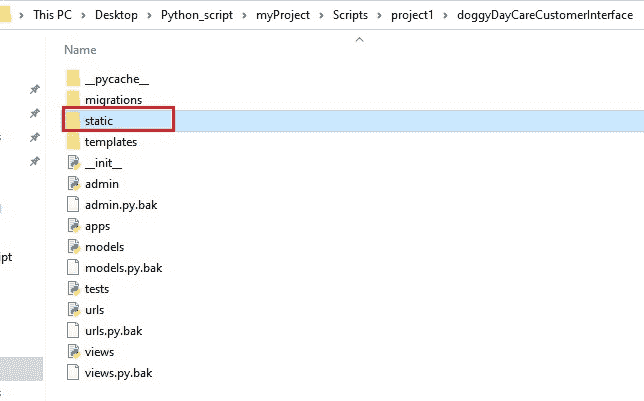 This PC > Desktop > Python_script > myProject > Scripts > project1 > doggyDayCareCustomerInterface
Name
__pycache__
migrations
static
templates
__init__
admin
admin.py.bak
apps
models
models.py.bak
ipt
tests
urls
urls.py.bak
views
views.py.bak